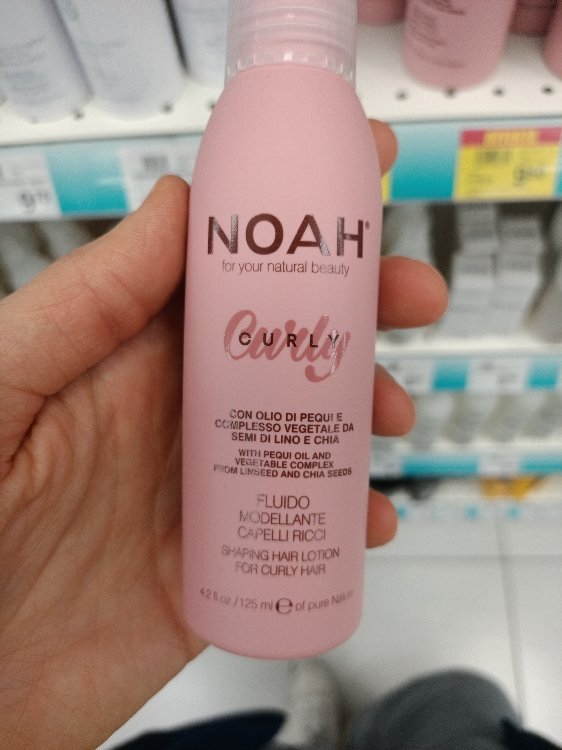 NOAH®
for your natural beauty
Curly
CURLY
CON OLIO DI PEQUI E
COMPLESSO VEGETALE DA
SEMI DI LINO E CHIA
WITH PEQUI OIL AND
VEGETABLE COMPLEX
FROM LINSEED AND CHIA SEEDS
FLUIDO
MODELLANTE
CAPELLI RICCI
SHAPING HAIR LOTION
FOR CURLY HAIR
4.2 fl.oz / 125 ml ℮ of pure Nature